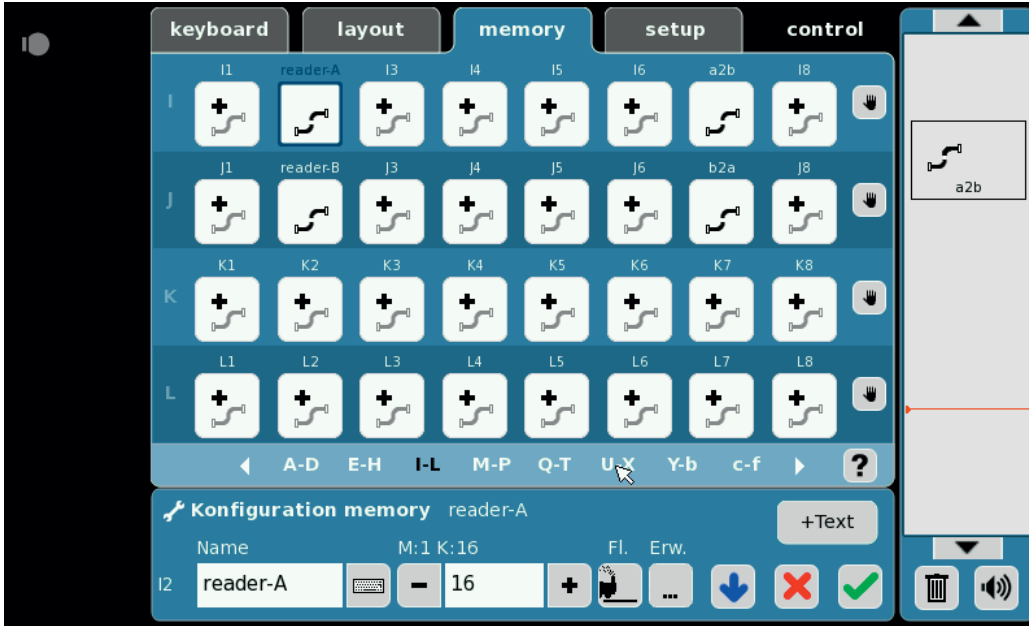 keyboard layout memory setup control
I1 reader-A I3 I4 I5 I6 a2b I8
I
J1 reader-B J3 J4 J5 J6 b2a J8
J
K1 K2 K3 K4 K5 K6 K7 K8
K
L1 L2 L3 L4 L5 L6 L7 L8
L
A-D E-H I-L M-P Q-T U-X Y-b c-f ?
a2b
Konfiguration memory reader-A
+Text
Name M:1 K:16 Fl. Erw.
I2 reader-A 16 ...